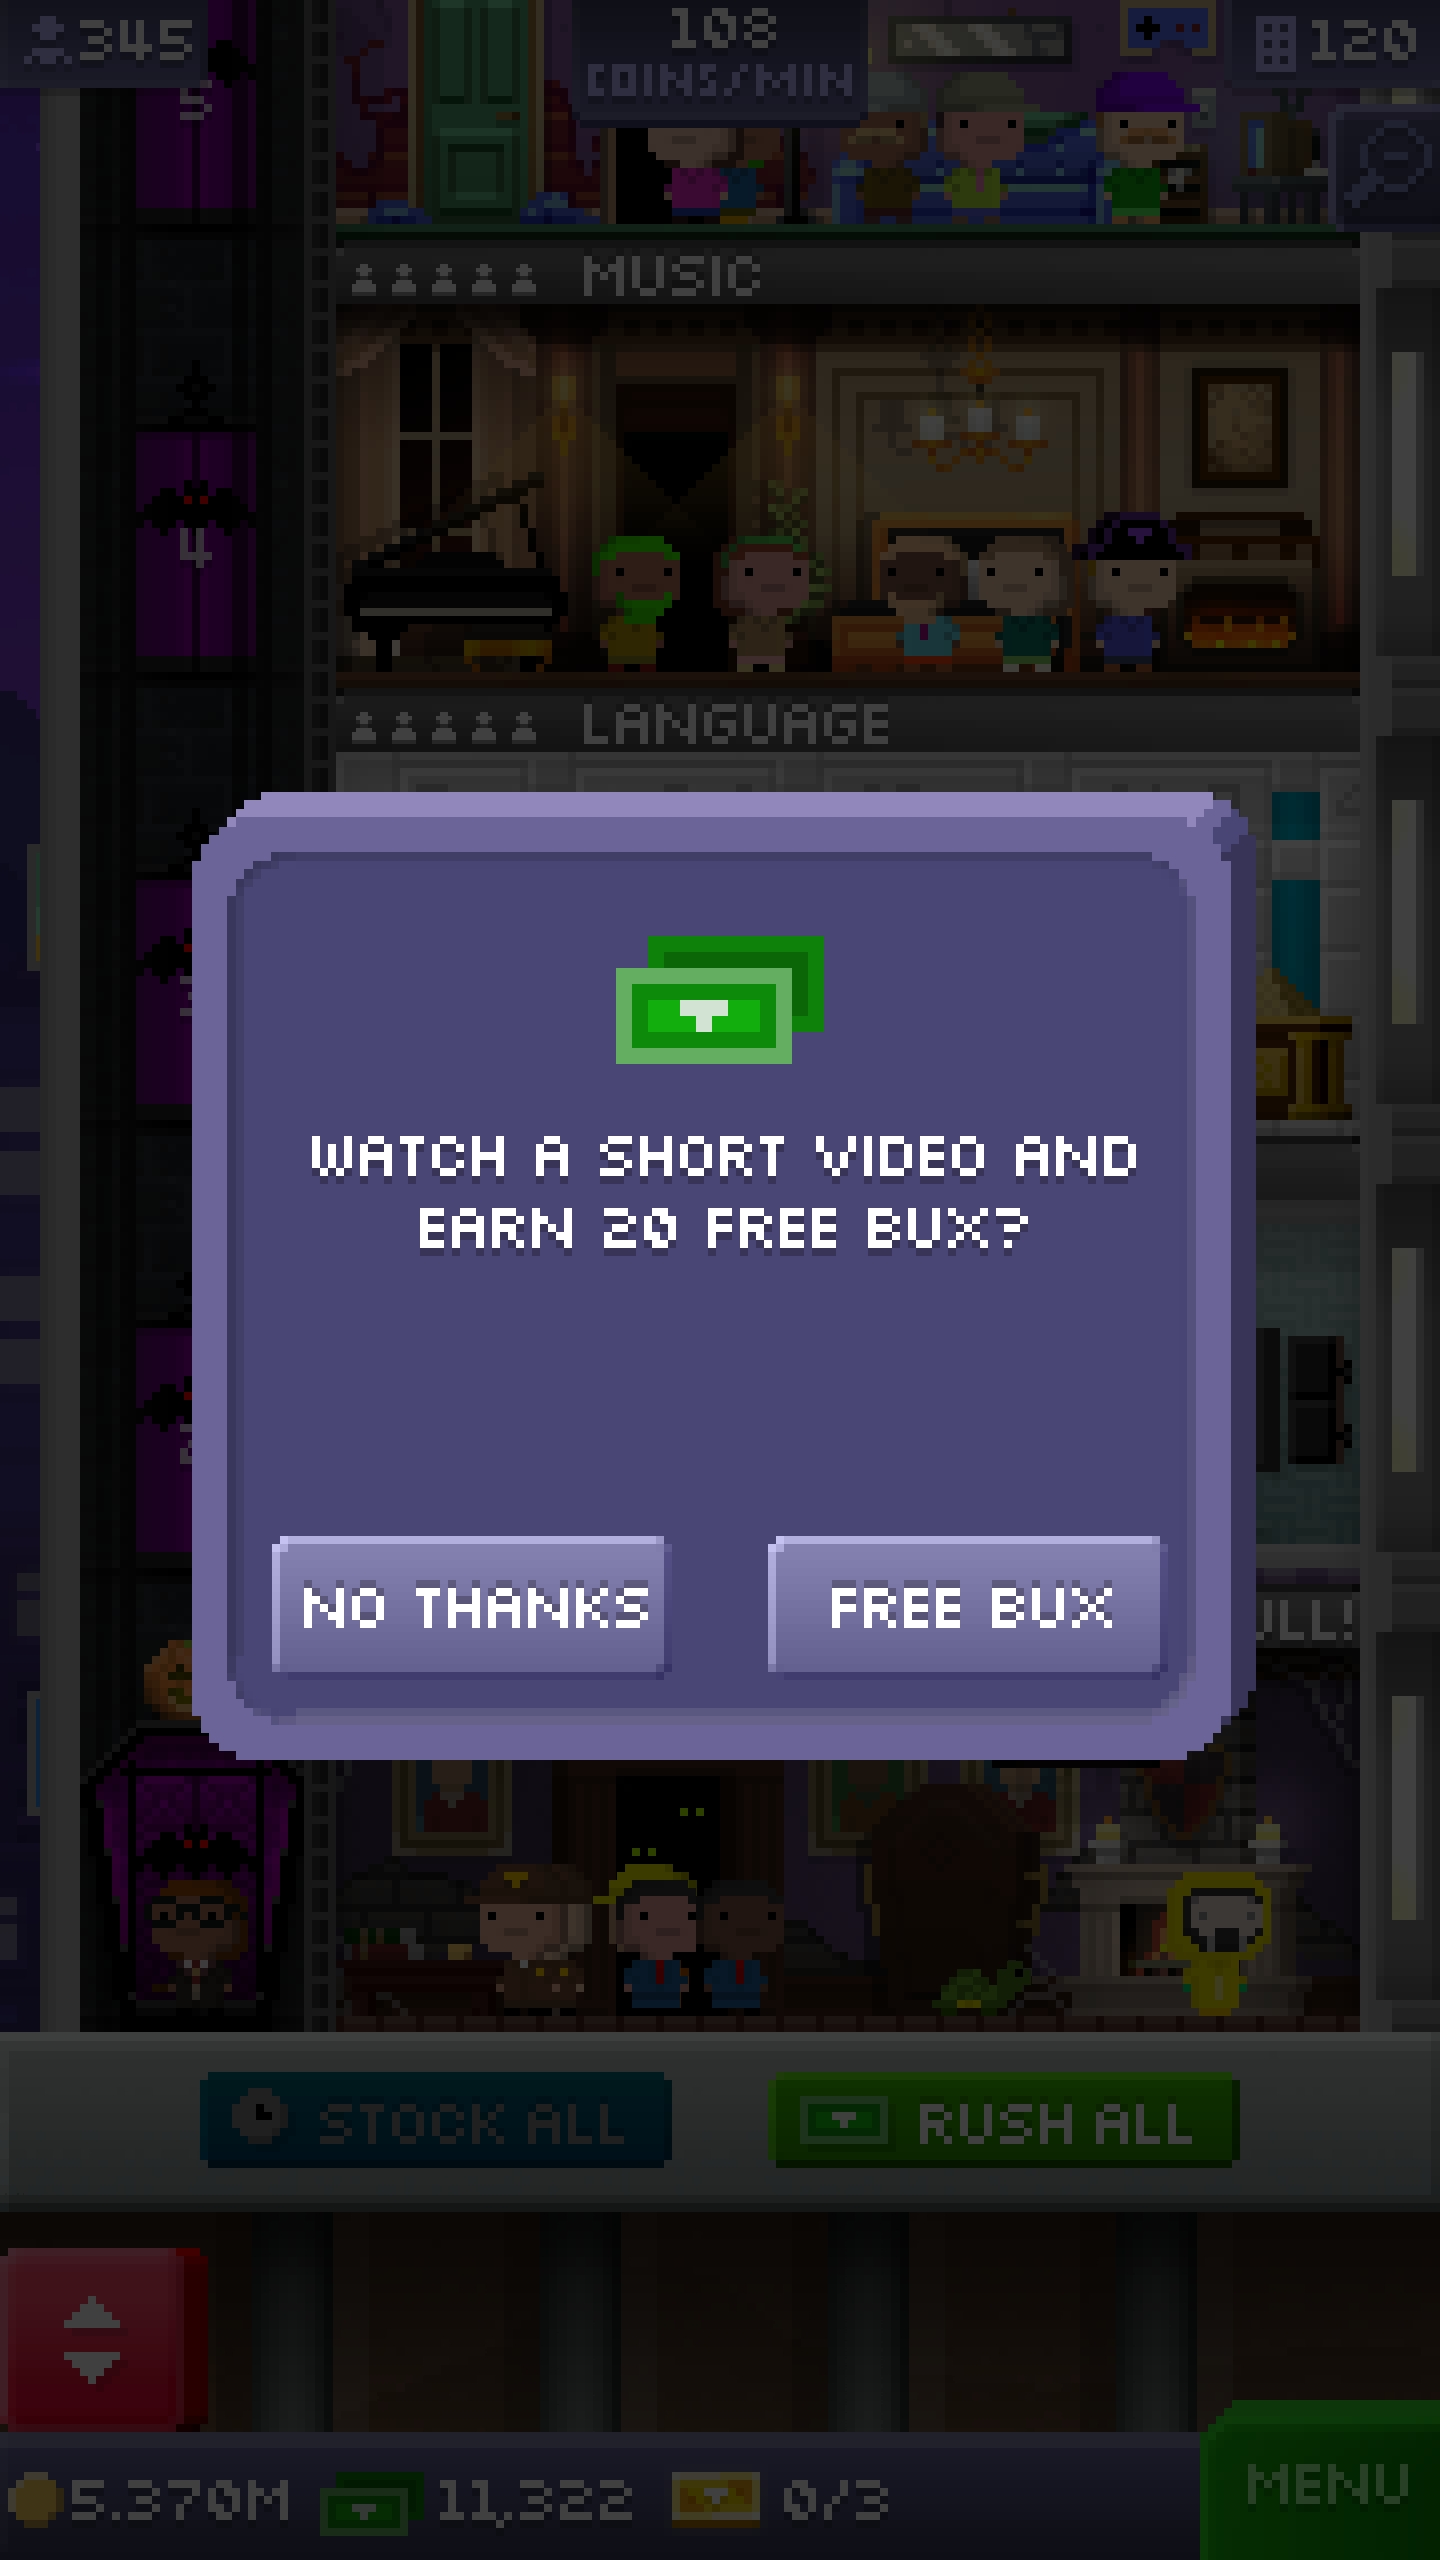 345
108
COINS/MIN
120
5
MUSIC
4
LANGUAGE
WATCH A SHORT VIDEO AND
EARN 20 FREE BUX?
NO THANKS
FREE BUX
STOCK ALL
RUSH ALL
5.370M
11,322
0/3
MENU